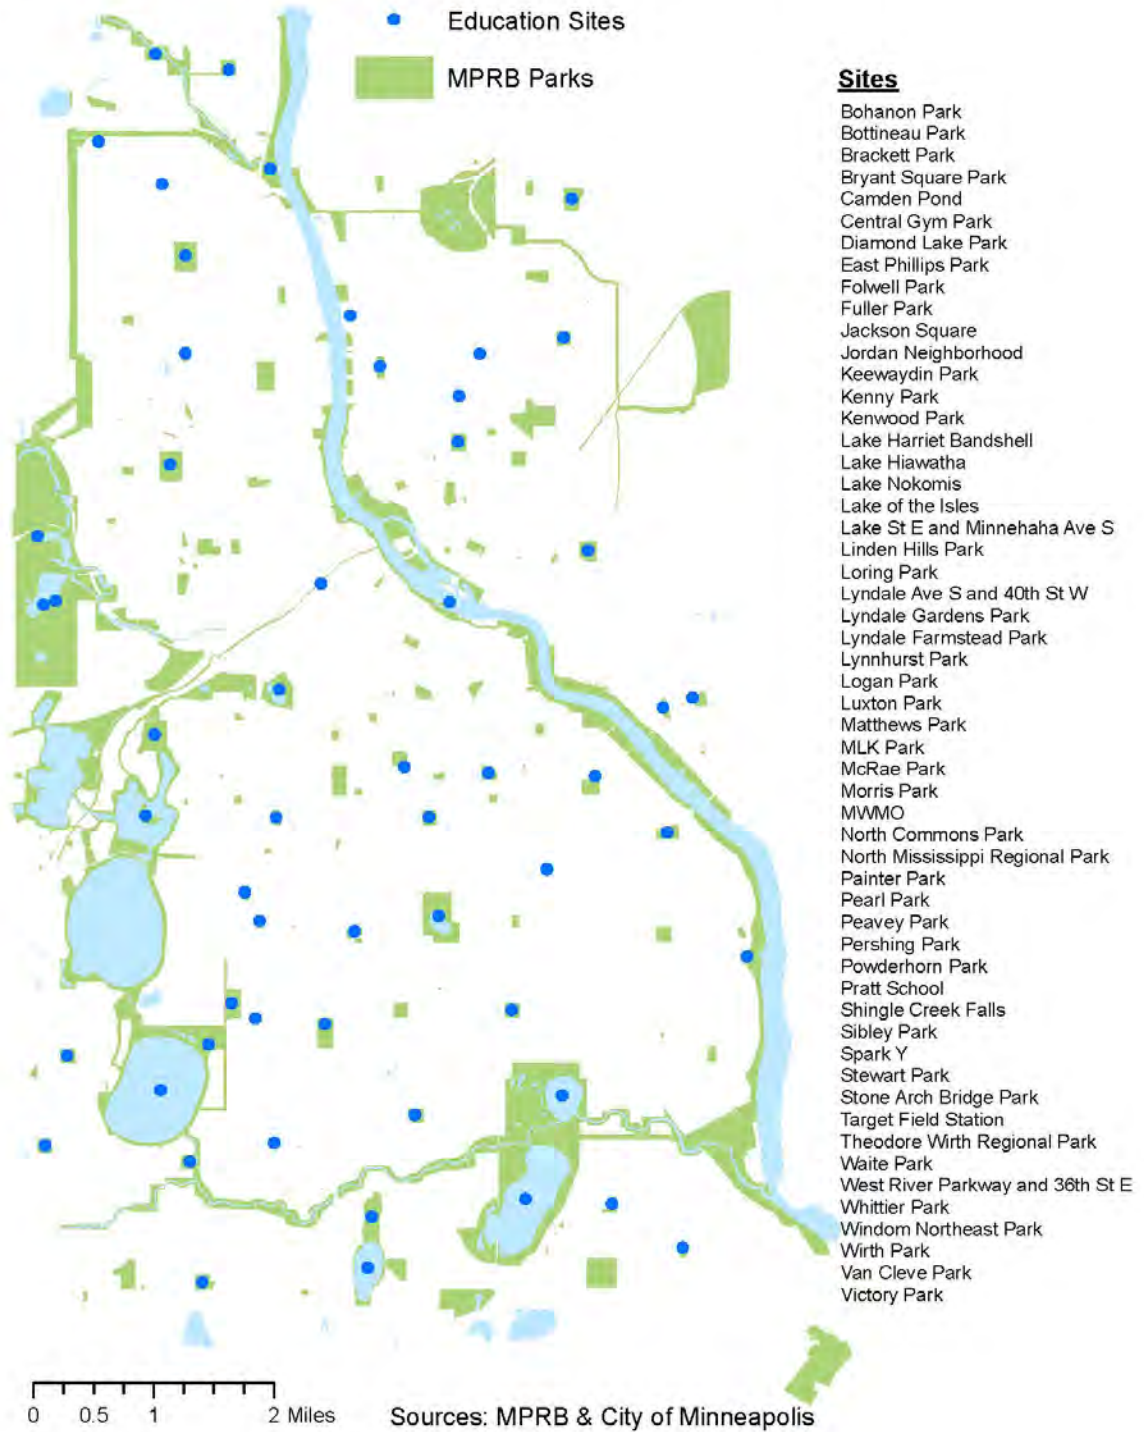 Education Sites
MPRB Parks
Sites
Bohanon Park
Bottineau Park
Brackett Park
Bryant Square Park
Camden Pond
Central Gym Park
Diamond Lake Park
East Phillips Park
Folwell Park
Fuller Park
Jackson Square
Jordan Neighborhood
Keewaydin Park
Kenny Park
Kenwood Park
Lake Harriet Bandshell
Lake Hiawatha
Lake Nokomis
Lake of the Isles
Lake St E and Minnehaha Ave S
Linden Hills Park
Loring Park
Lyndale Ave S and 40th St W
Lyndale Gardens Park
Lyndale Farmstead Park
Lynnhurst Park
Logan Park
Luxton Park
Matthews Park
MLK Park
McRae Park
Morris Park
MWMO
North Commons Park
North Mississippi Regional Park
Painter Park
Pearl Park
Peavey Park
Pershing Park
Powderhorn Park
Pratt School
Shingle Creek Falls
Sibley Park
Spark Y
Stewart Park
Stone Arch Bridge Park
Target Field Station
Theodore Wirth Regional Park
Waite Park
West River Parkway and 36th St E
Whittier Park
Windom Northeast Park
Wirth Park
Van Cleve Park
Victory Park
0 0.5 1 2 Miles
Sources: MPRB & City of Minneapolis